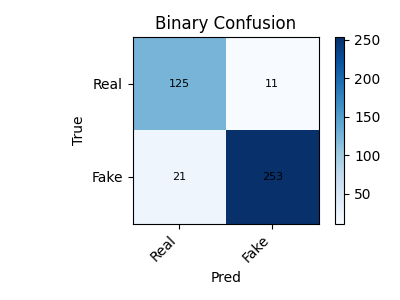 Binary Confusion
True
Real
125
11
Fake
21
253
Real
Fake
Pred
250
200
150
100
50